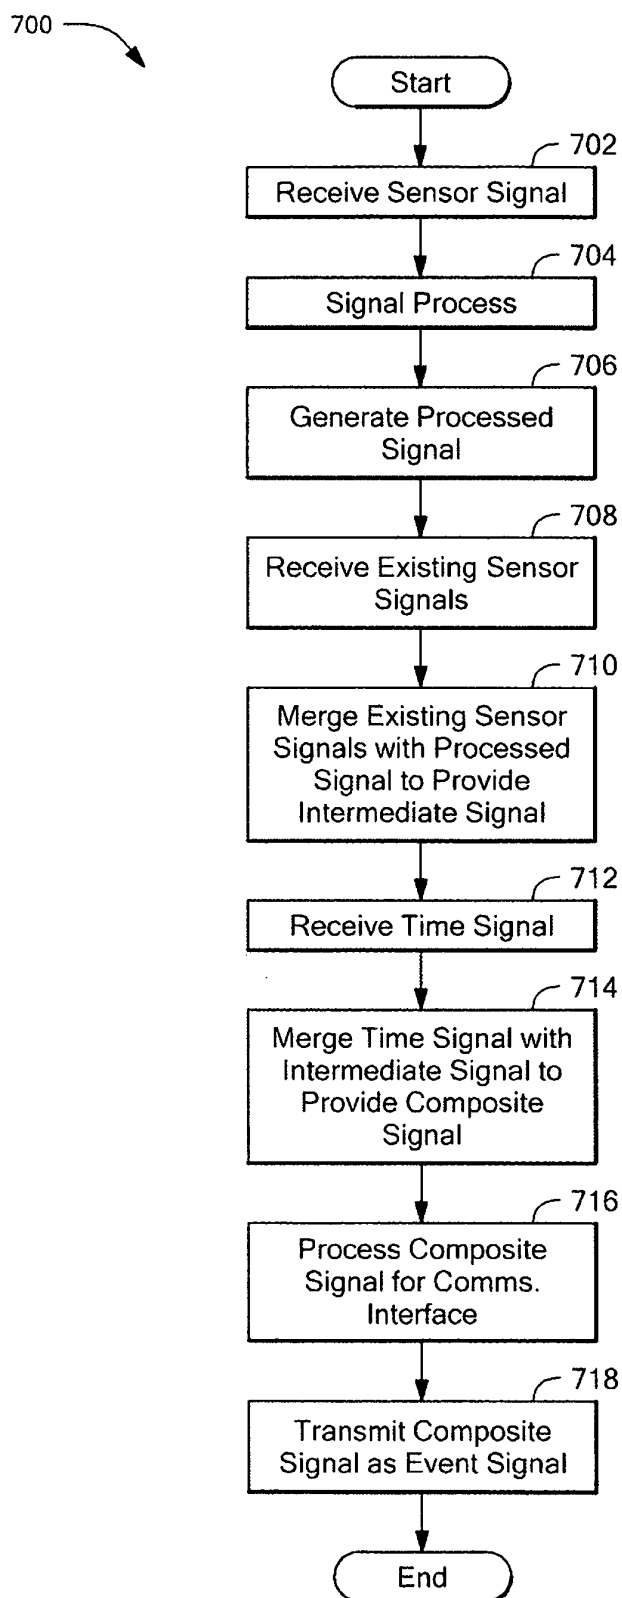 700
Start
702
Receive Sensor Signal
704
Signal Process
706
Generate Processed
Signal
708
Receive Existing Sensor
Signals
710
Merge Existing Sensor
Signals with Processed
Signal to Provide
Intermediate Signal
712
Receive Time Signal
714
Merge Time Signal with
Intermediate Signal to
Provide Composite
Signal
716
Process Composite
Signal for Comms.
Interface
718
Transmit Composite
Signal as Event Signal
End